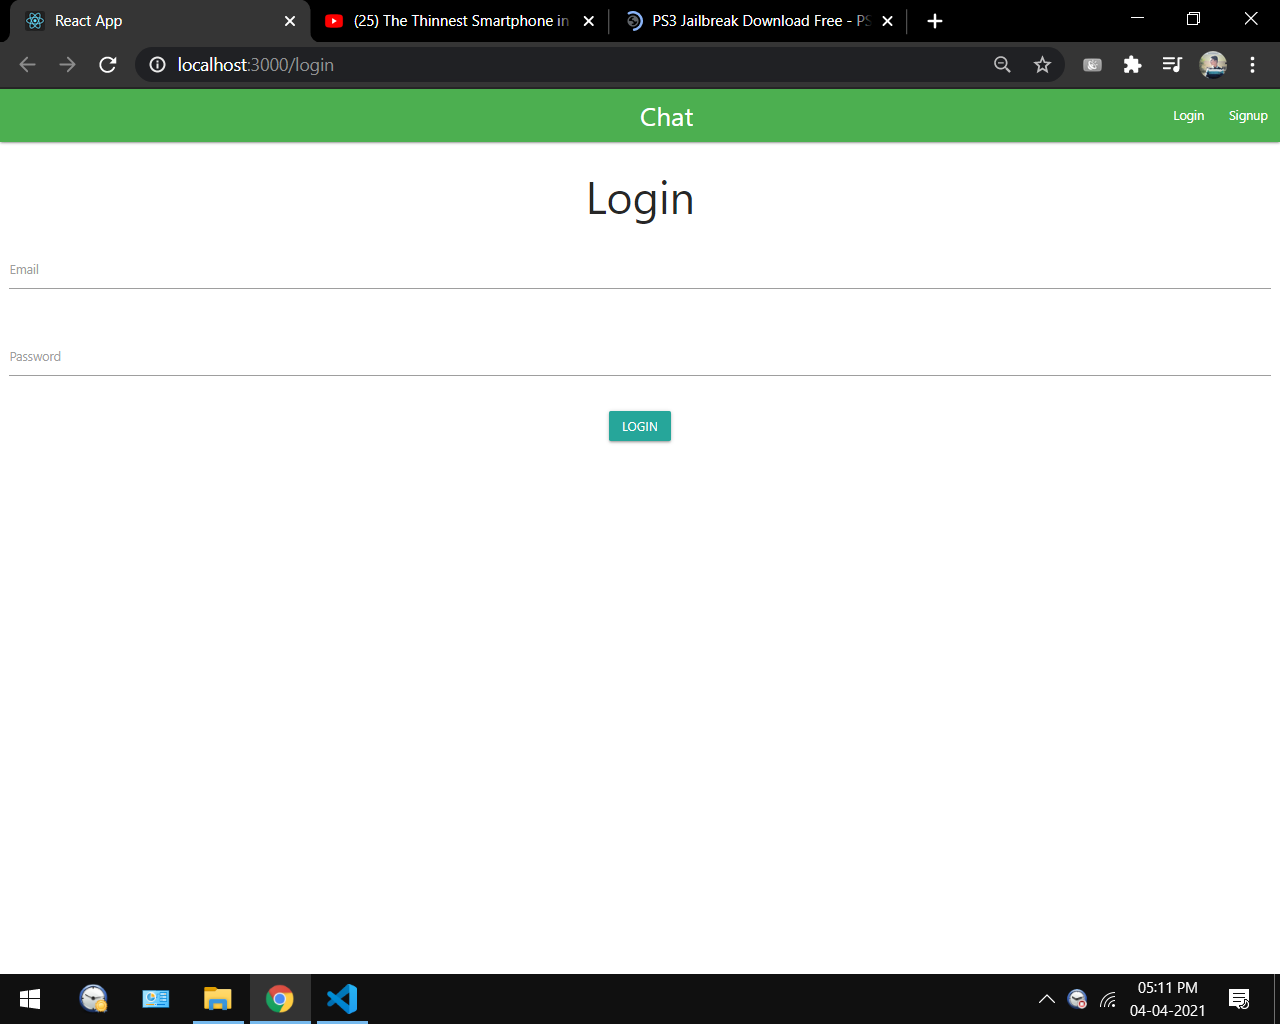 React App
(25) The Thinnest Smartphone in
PS3 Jailbreak Download Free - PS
localhost:3000/login
Chat
Login
Signup
Login
Email
Password
LOGIN
05:11 PM
04-04-2021